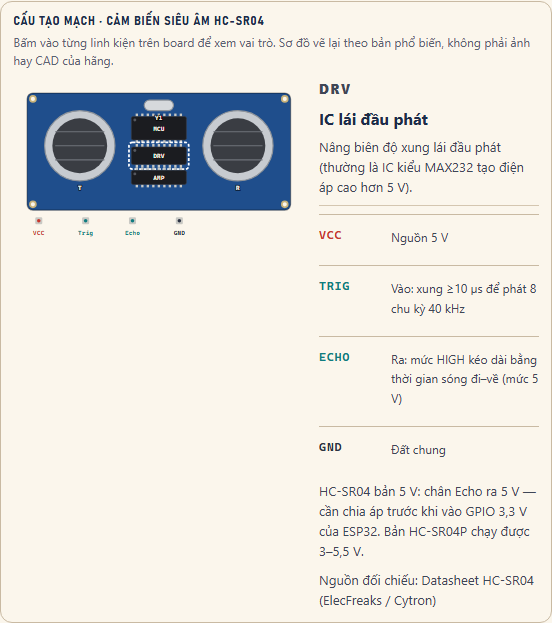 CẤU TẠO MẠCH · CẢM BIẾN SIÊU ÂM HC-SR04
Bấm vào từng linh kiện trên board để xem vai trò. Sơ đồ vẽ lại theo bản phổ biến, không phải ảnh
hay CAD của hãng.
Y1
MCU
DRV
AMP
T
R
VCC
Trig
Echo
GND
DRV
IC lái đầu phát
Nâng biên độ xung lái đầu phát
(thường là IC kiểu MAX232 tạo điện
áp cao hơn 5 V).
VCC
Nguồn 5 V
TRIG
Vào: xung ≥10 µs để phát 8
chu kỳ 40 kHz
ECHO
Ra: mức HIGH kéo dài bằng
thời gian sóng đi–về (mức 5
V)
GND
Đất chung
HC-SR04 bản 5 V: chân Echo ra 5 V —
cần chia áp trước khi vào GPIO 3,3 V
của ESP32. Bản HC-SR04P chạy được
3–5,5 V.
Nguồn đối chiếu: Datasheet HC-SR04
(ElecFreaks / Cytron)